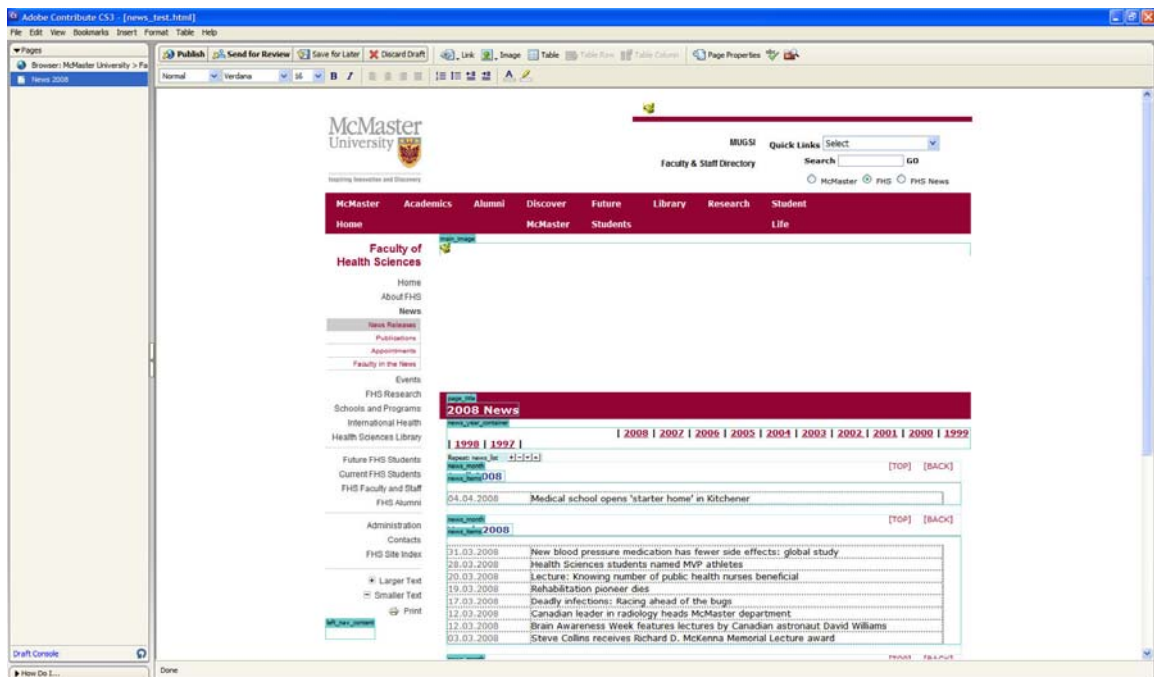 Adobe Contribute CS3 - [news_test.html]
File Edit View Bookmarks Insert Format Table Help
Pages
Browser: McMaster University > Fa
News 2008
Publish Send for Review Save for Later Discard Draft Link Image Table Table Row Table Column Page Properties
Normal Verdana 16 B I
McMaster
University
Inspiring Innovation and Discovery
MUGSI Quick Links Select
Faculty & Staff Directory Search GO
McMaster FHS FHS News
McMaster Academics Alumni Discover Future Library Research Student
Home McMaster Students Life
main_image
Faculty of
Health Sciences
Home
About FHS
News
News Releases
Publications
Appointments
Faculty in the News
Events
FHS Research
Schools and Programs
International Health
Health Sciences Library
Future FHS Students
Current FHS Students
FHS Faculty and Staff
FHS Alumni
Administration
Contacts
FHS Site Index
Larger Text
Smaller Text
Print
left_nav_content
page_title
2008 News
news_year_container
| 2008 | 2007 | 2006 | 2005 | 2004 | 2003 | 2002 | 2001 | 2000 | 1999
| 1998 | 1997 |
Repeat: news_list
news_month [TOP] [BACK]
news_items 2008
04.04.2008 Medical school opens 'starter home' in Kitchener
news_month [TOP] [BACK]
news_items 2008
31.03.2008 New blood pressure medication has fewer side effects: global study
28.03.2008 Health Sciences students named MVP athletes
20.03.2008 Lecture: Knowing number of public health nurses beneficial
19.03.2008 Rehabilitation pioneer dies
17.03.2008 Deadly infections: Racing ahead of the bugs
12.03.2008 Canadian leader in radiology heads McMaster department
12.03.2008 Brain Awareness Week features lectures by Canadian astronaut David Williams
03.03.2008 Steve Collins receives Richard D. McKenna Memorial Lecture award
news_month [TOP] [BACK]
Draft Console
How Do I...
Done